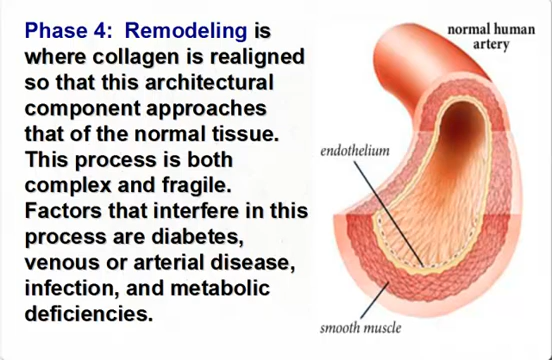 Phase 4: Remodeling is
where collagen is realigned
so that this architectural
component approaches
that of the normal tissue.
This process is both
complex and fragile.
Factors that interfere in this
process are diabetes,
venous or arterial disease,
infection, and metabolic
deficiencies.
normal human
artery
endothelium
smooth muscle